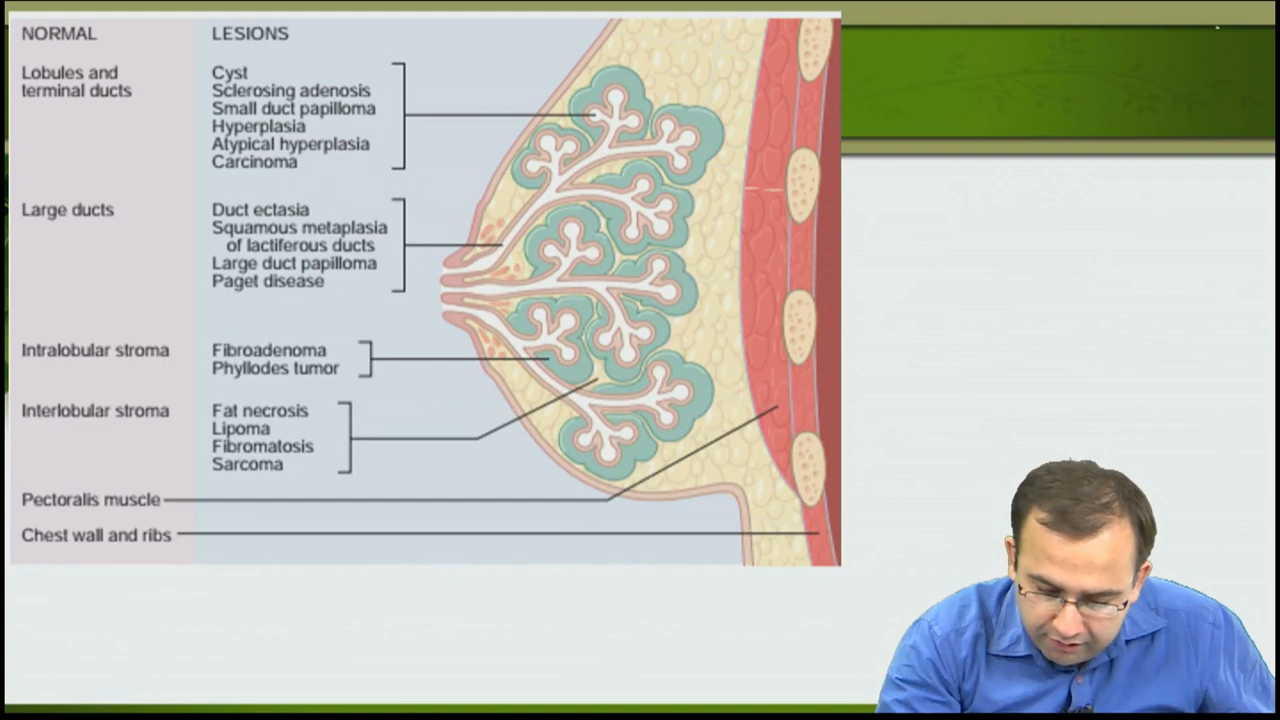 NORMAL
LESIONS
Lobules and
terminal ducts
Cyst
Sclerosing adenosis
Small duct papilloma
Hyperplasia
Atypical hyperplasia
Carcinoma
Large ducts
Duct ectasia
Squamous metaplasia
of lactiferous ducts
Large duct papilloma
Paget disease
Intralobular stroma
Fibroadenoma
Phyllodes tumor
Interlobular stroma
Fat necrosis
Lipoma
Fibromatosis
Sarcoma
Pectoralis muscle
Chest wall and ribs